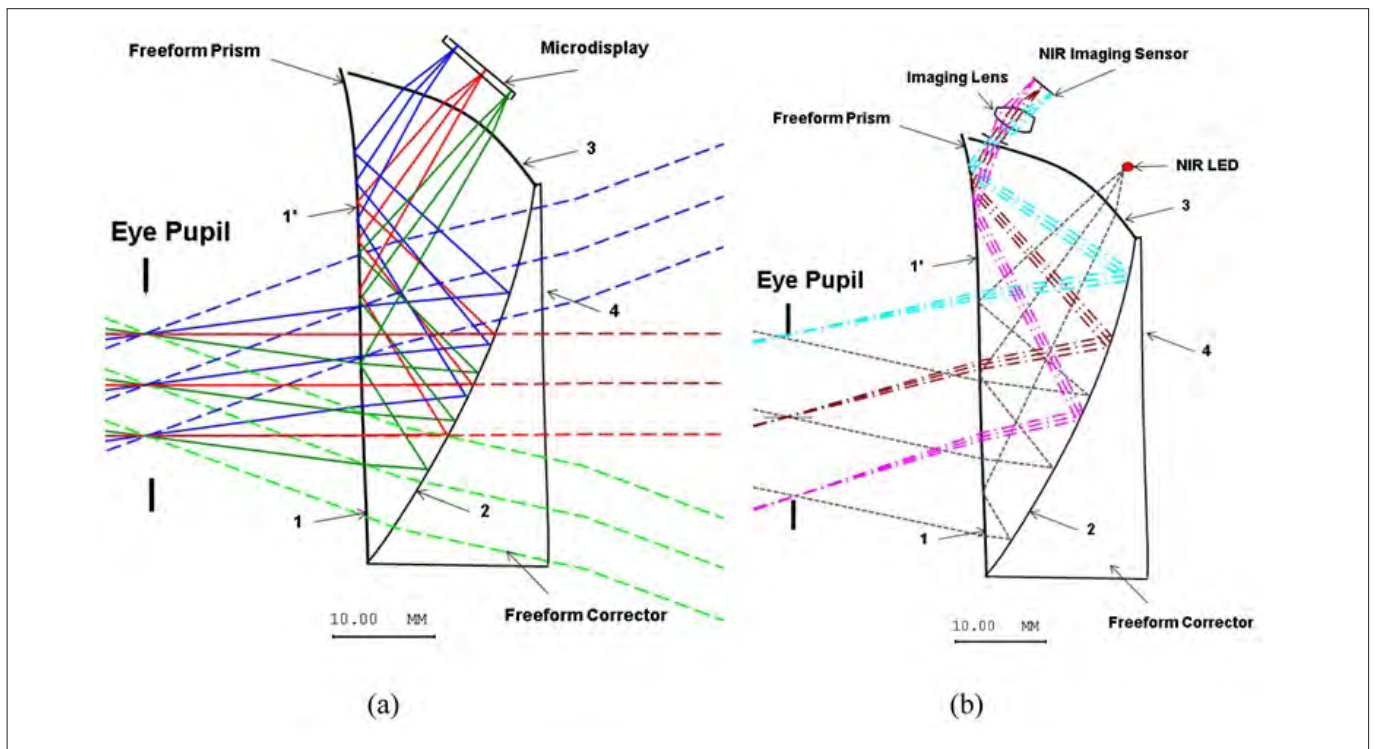 Freeform Prism
Microdisplay
3
1'
Eye Pupil
4
1
2
Freeform Corrector
10.00 MM
(a)
NIR Imaging Sensor
Imaging Lens
Freeform Prism
NIR LED
3
1'
Eye Pupil
4
1
2
Freeform Corrector
10.00 MM
(b)